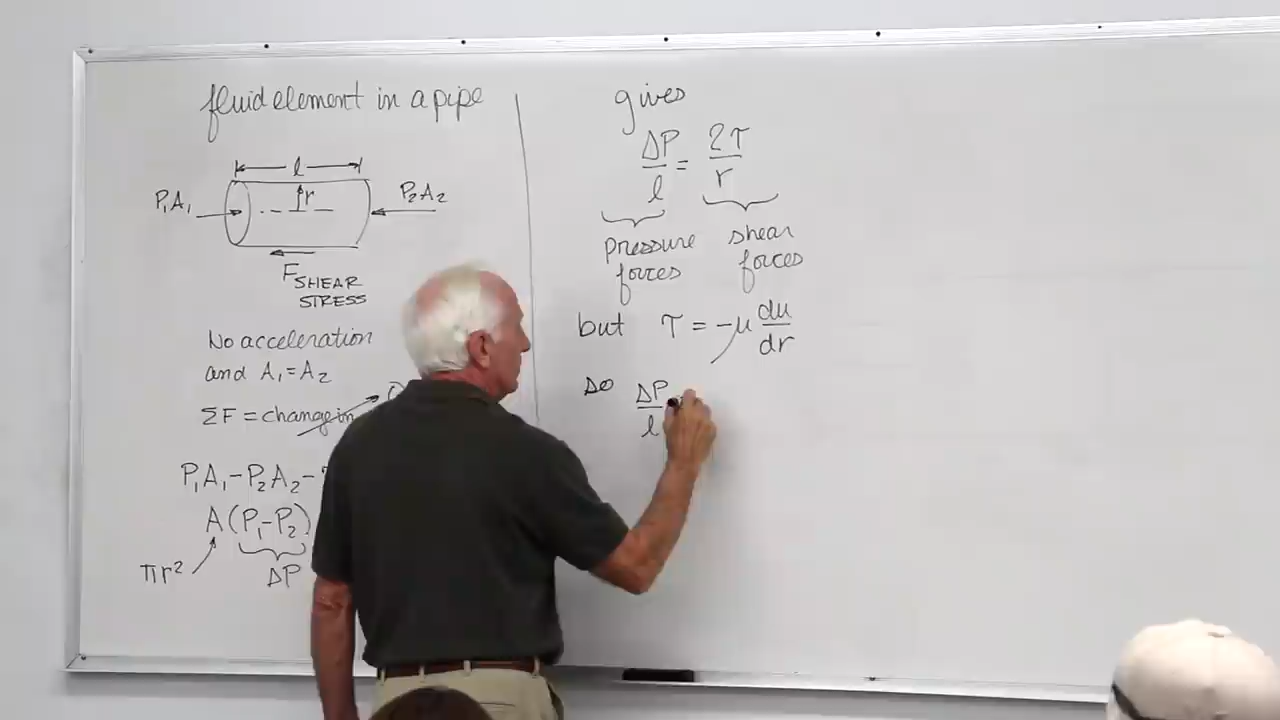 fluid element in a pipe
l
r
P₁A₁
P₂A₂
F SHEAR
STRESS
No acceleration
and A₁ = A₂
ΣF = change in
P₁A₁ - P₂A₂ -
A (P₁ - P₂)
πr²
ΔP
gives
ΔP/l = 2τ/r
pressure
forces
shear
forces
but τ = -μ du/dr
so ΔP/l